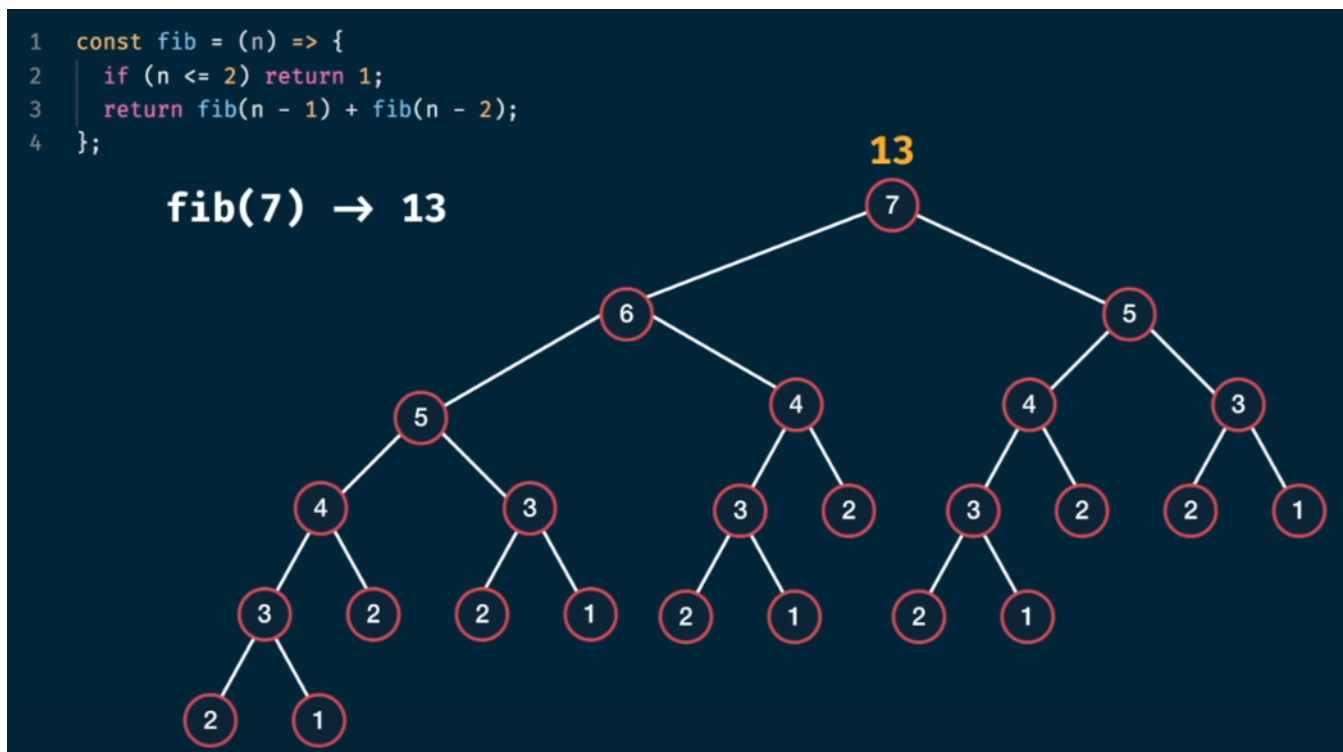 1 const fib = (n) => {
2 if (n <= 2) return 1;
3 return fib(n - 1) + fib(n - 2);
4 };
13
fib(7) → 13
7
6 5
5 4 4 3
4 3 3 2 3 2 2 1
3 2 2 1 2 1 2 1
2 1